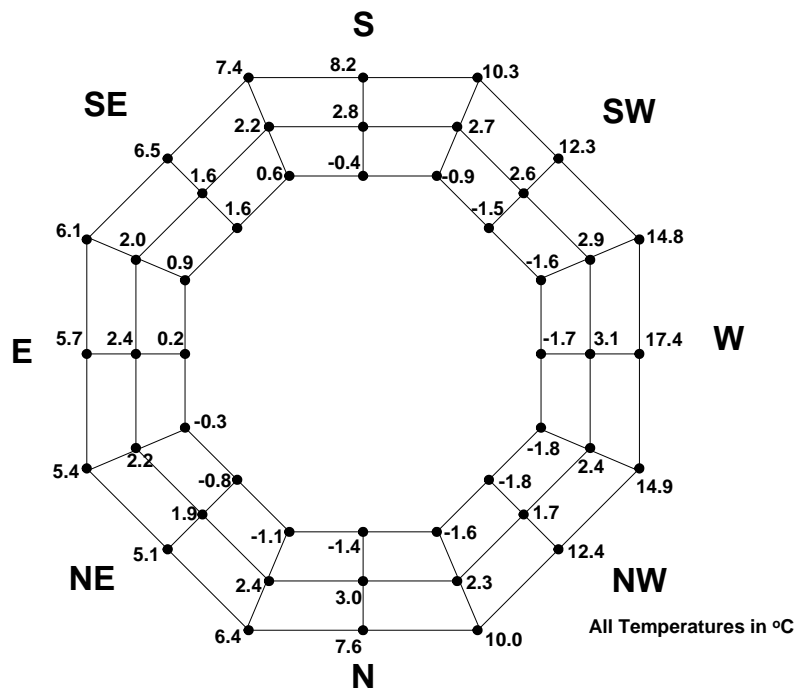 S
7.4 8.2 10.3
SE SW
2.2 2.8 2.7
6.5 12.3
0.6 -0.4 -0.9
1.6 2.6
1.6 -1.5
6.1 2.0 2.9 14.8
0.9 -1.6
E 5.7 2.4 0.2 -1.7 3.1 17.4 W
-0.3 -1.8
5.4 2.2 2.4 14.9
-0.8 -1.8
1.9 1.7
-1.1 -1.4 -1.6
5.1 12.4
NE 2.4 3.0 2.3 NW
6.4 7.6 10.0
All Temperatures in ºC
N